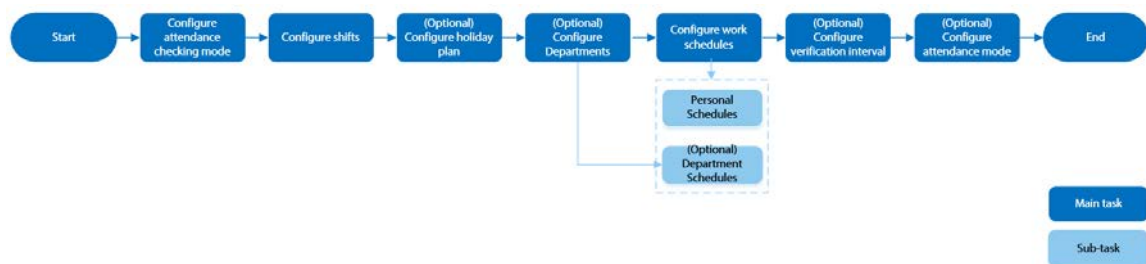 Start
Configure
attendance
checking mode
Configure shifts
(Optional)
Configure holiday
plan
(Optional)
Configure
Departments
Configure work
schedules
(Optional)
Configure
verification interval
(Optional)
Configure
attendance mode
End
Personal
Schedules
(Optional)
Department
Schedules
Main task
Sub-task